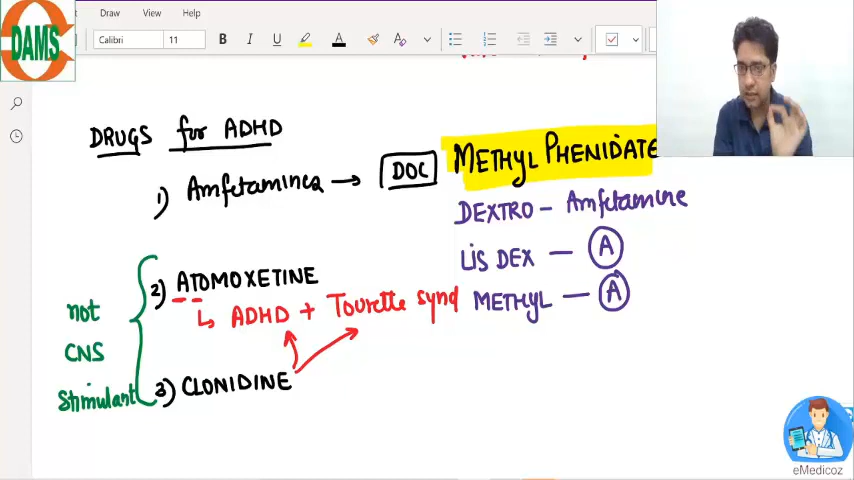 DAMS
Draw View Help
Calibri 11 B I U A A A
DRUGS for ADHD
1) Amfetamines → DOC METHYL PHENIDATE
DEXTRO - Amfetamine
LIS DEX - A
METHYL - A
2) ATOMOXETINE
↳ ADHD + Tourette synd
3) CLONIDINE
not
CNS
Stimulant
eMedicoz